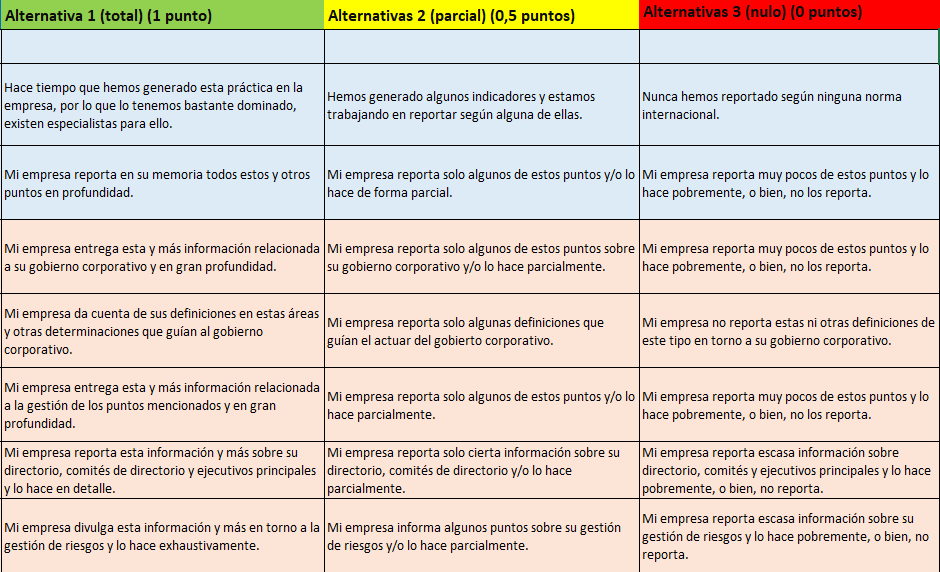 Alternativa 1 (total) (1 punto)
Alternativas 2 (parcial) (0,5 puntos)
Alternativas 3 (nulo) (0 puntos)
Hace tiempo que hemos generado esta práctica en la
empresa, por lo que lo tenemos bastante dominado,
existen especialistas para ello.
Hemos generado algunos indicadores y estamos
trabajando en reportar según alguna de ellas.
Nunca hemos reportado según ninguna norma
internacional.
Mi empresa reporta en su memoria todos estos y otros
puntos en profundidad.
Mi empresa reporta solo algunos de estos puntos y/o lo
hace de forma parcial.
Mi empresa reporta muy pocos de estos puntos y lo
hace pobremente, o bien, no los reporta.
Mi empresa entrega esta y más información relacionada
a su gobierno corporativo y en gran profundidad.
Mi empresa reporta solo algunos de estos puntos sobre
su gobierno corporativo y/o lo hace parcialmente.
Mi empresa reporta muy pocos de estos puntos y lo
hace pobremente, o bien, no los reporta.
Mi empresa da cuenta de sus definiciones en estas áreas
y otras determinaciones que guían al gobierno
corporativo.
Mi empresa reporta solo algunas definiciones que
guían el actuar del gobierto corporativo.
Mi empresa no reporta estas ni otras definiciones de
este tipo en torno a su gobierno corporativo.
Mi empresa entrega esta y más información relacionada
a la gestión de los puntos mencionados y en gran
profundidad.
Mi empresa reporta solo algunos de estos puntos y/o lo
hace parcialmente.
Mi empresa reporta muy pocos de estos puntos y lo
hace pobremente, o bien, no los reporta.
Mi empresa reporta esta información y más sobre su
directorio, comités de directorio y ejecutivos principales
y lo hace en detalle.
Mi empresa reporta solo cierta información sobre su
directorio, comités de directorio y/o lo hace
parcialmente.
Mi empresa reporta escasa información sobre
directorio, comités y ejecutivos principales y lo hace
pobremente, o bien, no reporta.
Mi empresa divulga esta información y más en torno a la
gestión de riesgos y lo hace exhaustivamente.
Mi empresa informa algunos puntos sobre su gestión
de riesgos y/o lo hace parcialmente.
Mi empresa reporta escasa información sobre su
gestión de riesgos y lo hace pobremente, o bien, no
reporta.